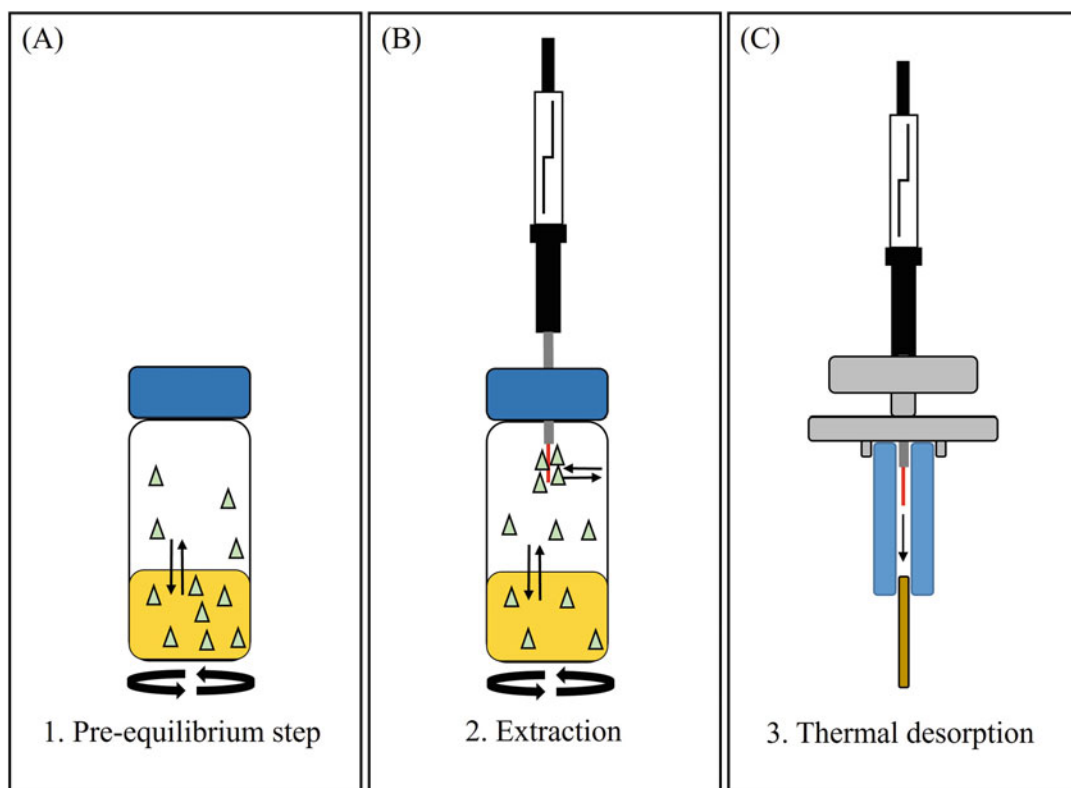 (A)
(B)
(C)
1. Pre-equilibrium step
2. Extraction
3. Thermal desorption